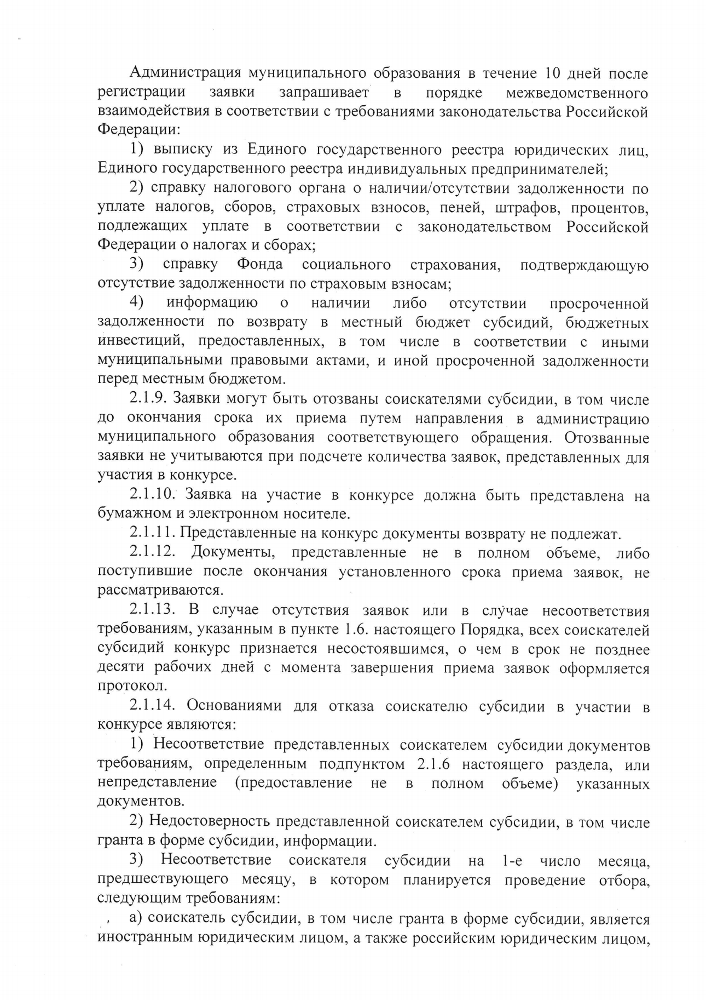 Администрация муниципального образования в течение 10 дней после
регистрации заявки запрашивает в порядке межведомственного
взаимодействия в соответствии с требованиями законодательства Российской
Федерации:
1) выписку из Единого государственного реестра юридических лиц,
Единого государственного реестра индивидуальных предпринимателей;
2) справку налогового органа о наличии/отсутствии задолженности по
уплате налогов, сборов, страховых взносов, пеней, штрафов, процентов,
подлежащих уплате в соответствии с законодательством Российской
Федерации о налогах и сборах;
3) справку Фонда социального страхования, подтверждающую
отсутствие задолженности по страховым взносам;
4) информацию о наличии либо отсутствии просроченной
задолженности по возврату в местный бюджет субсидий, бюджетных
инвестиций, предоставленных, в том числе в соответствии с иными
муниципальными правовыми актами, и иной просроченной задолженности
перед местным бюджетом.
2.1.9. Заявки могут быть отозваны соискателями субсидии, в том числе
до окончания срока их приема путем направления в администрацию
муниципального образования соответствующего обращения. Отозванные
заявки не учитываются при подсчете количества заявок, представленных для
участия в конкурсе.
2.1.10. Заявка на участие в конкурсе должна быть представлена на
бумажном и электронном носителе.
2.1.11. Представленные на конкурс документы возврату не подлежат.
2.1.12. Документы, представленные не в полном объеме, либо
поступившие после окончания установленного срока приема заявок, не
рассматриваются.
2.1.13. В случае отсутствия заявок или в случае несоответствия
требованиям, указанным в пункте 1.6. настоящего Порядка, всех соискателей
субсидий конкурс признается несостоявшимся, о чем в срок не позднее
десяти рабочих дней с момента завершения приема заявок оформляется
протокол.
2.1.14. Основаниями для отказа соискателю субсидии в участии в
конкурсе являются:
1) Несоответствие представленных соискателем субсидии документов
требованиям, определенным подпунктом 2.1.6 настоящего раздела, или
непредставление (предоставление не в полном объеме) указанных
документов.
2) Недостоверность представленной соискателем субсидии, в том числе
гранта в форме субсидии, информации.
3) Несоответствие соискателя субсидии на 1-е число месяца,
предшествующего месяцу, в котором планируется проведение отбора,
следующим требованиям:
а) соискатель субсидии, в том числе гранта в форме субсидии, является
иностранным юридическим лицом, а также российским юридическим лицом,